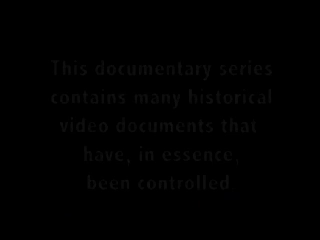 This documentary series
contains many historical
video documents that
have, in essence,
been controlled